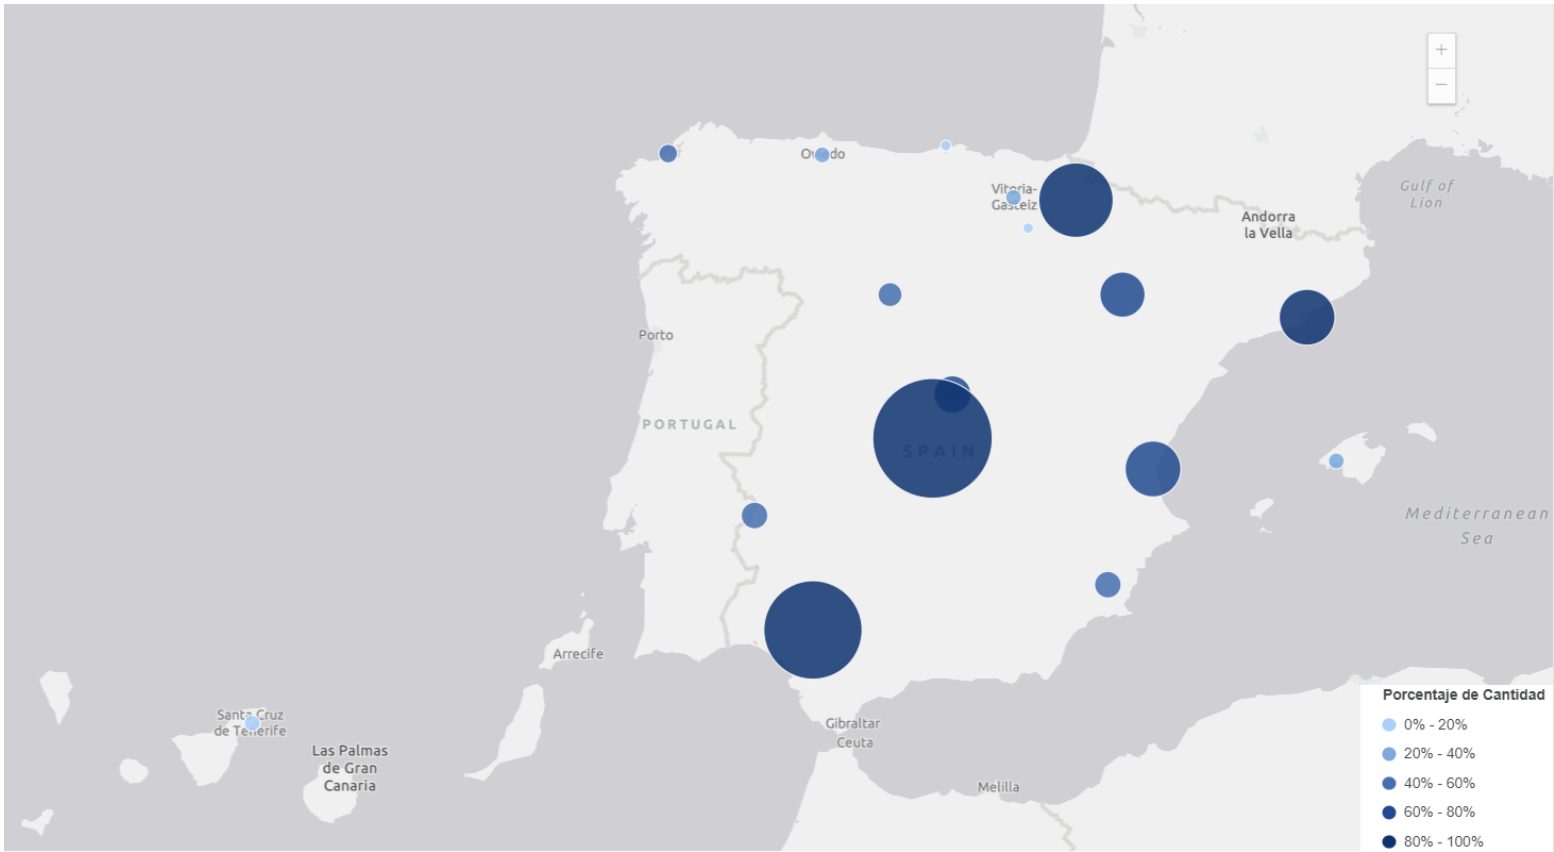 +
−
Oviedo
Vitoria-
Gasteiz
Gulf of
Lion
Andorra
la Vella
Porto
PORTUGAL
SPAIN
Mediterranean
Sea
Arrecife
Santa Cruz
de Tenerife
Las Palmas
de Gran
Canaria
Gibraltar
Ceuta
Melilla
Porcentaje de Cantidad
0% - 20%
20% - 40%
40% - 60%
60% - 80%
80% - 100%